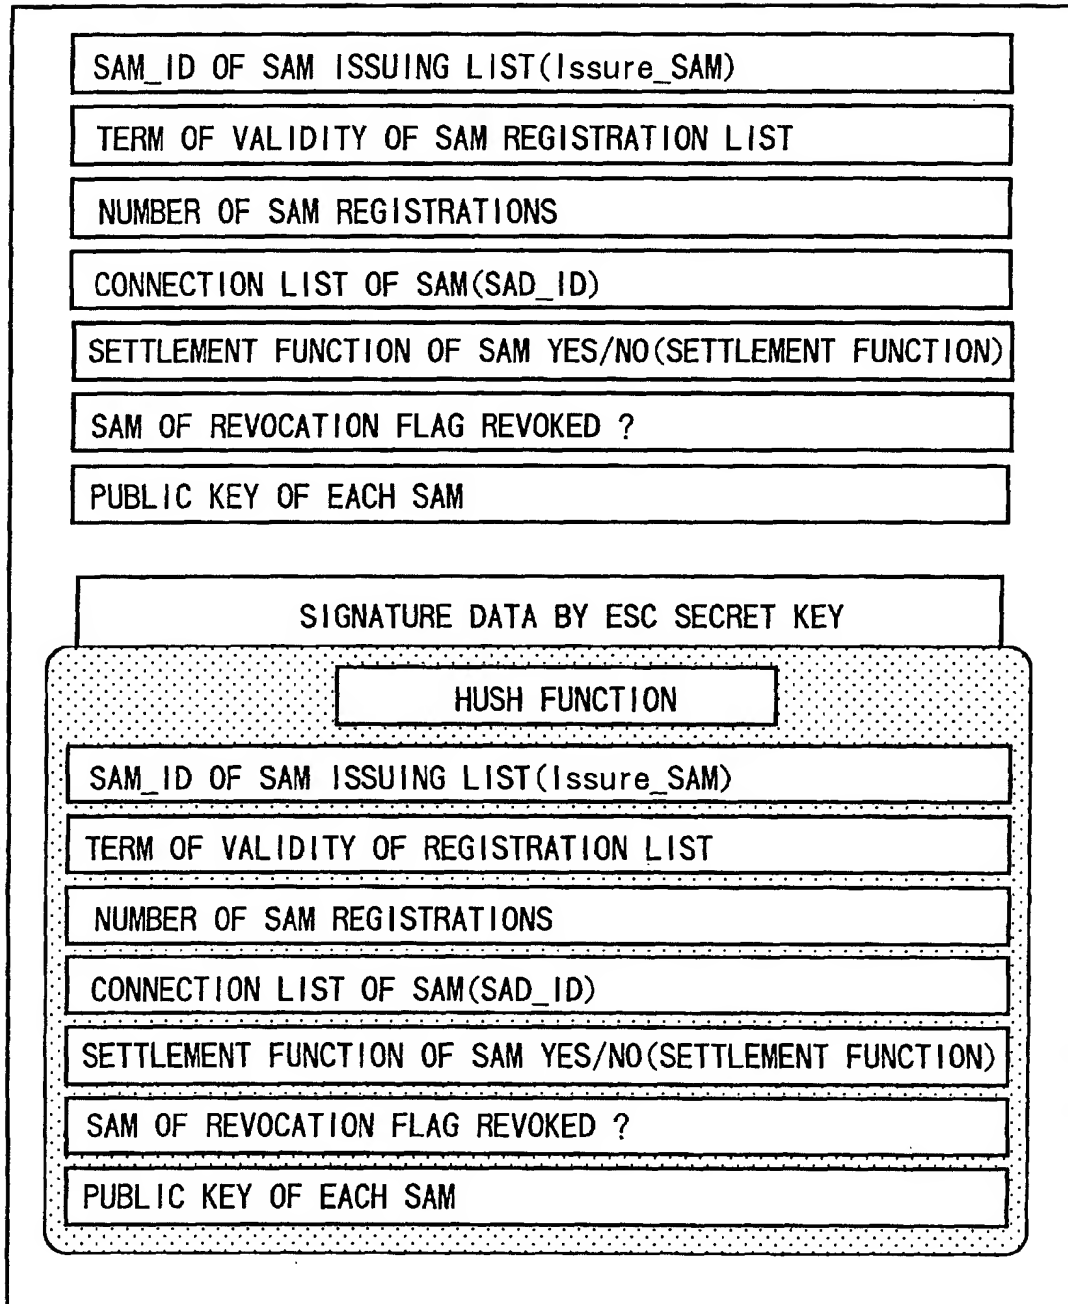 SAM_ID OF SAM ISSUING LIST(Issure_SAM)
TERM OF VALIDITY OF SAM REGISTRATION LIST
NUMBER OF SAM REGISTRATIONS
CONNECTION LIST OF SAM(SAD_ID)
SETTLEMENT FUNCTION OF SAM YES/NO(SETTLEMENT FUNCTION)
SAM OF REVOCATION FLAG REVOKED ?
PUBLIC KEY OF EACH SAM
SIGNATURE DATA BY ESC SECRET KEY
HUSH FUNCTION
SAM_ID OF SAM ISSUING LIST(Issure_SAM)
TERM OF VALIDITY OF REGISTRATION LIST
NUMBER OF SAM REGISTRATIONS
CONNECTION LIST OF SAM(SAD_ID)
SETTLEMENT FUNCTION OF SAM YES/NO(SETTLEMENT FUNCTION)
SAM OF REVOCATION FLAG REVOKED ?
PUBLIC KEY OF EACH SAM